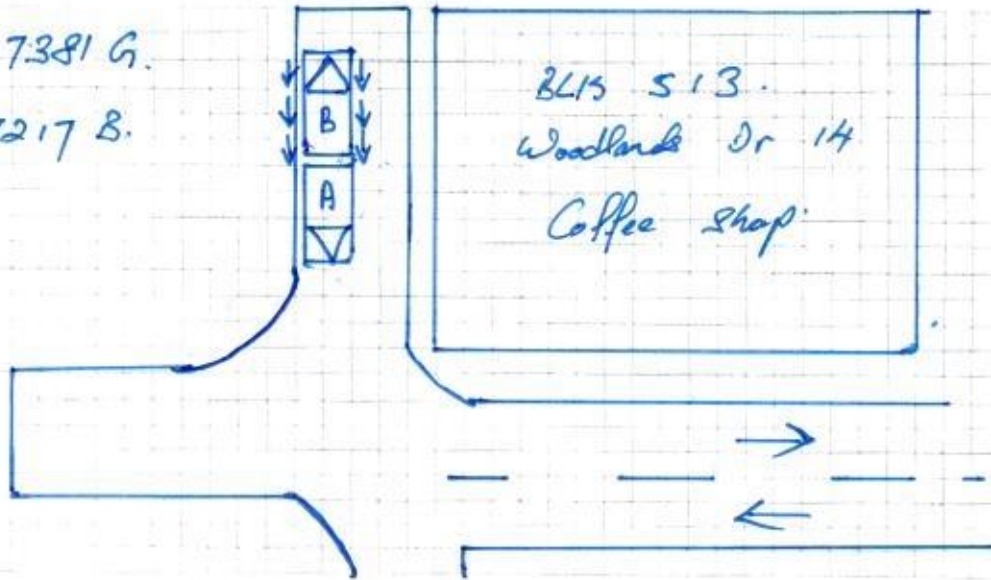 7381 G.
217 B.
B
A
BLK 513.
Woodlands Dr 14
Coffee Shop